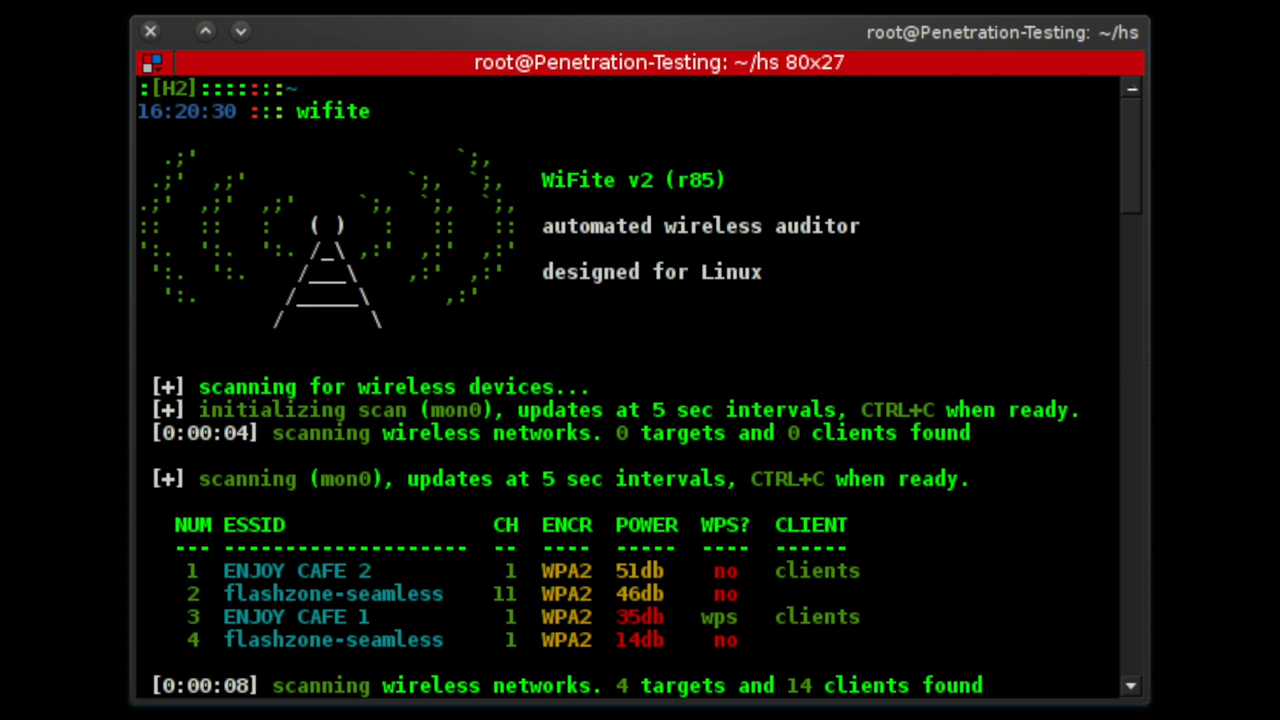 root@Penetration-Testing: ~/hs
root@Penetration-Testing: ~/hs 80x27
:[H2]:::::::~
16:20:30 ::: wifite
WiFite v2 (r85)
automated wireless auditor
designed for Linux
[+] scanning for wireless devices...
[+] initializing scan (mon0), updates at 5 sec intervals, CTRL+C when ready.
[0:00:04] scanning wireless networks. 0 targets and 0 clients found
[+] scanning (mon0), updates at 5 sec intervals, CTRL+C when ready.
NUM ESSID CH ENCR POWER WPS? CLIENT
--- -------------------- -- ---- ----- ---- ------
1 ENJOY CAFE 2 1 WPA2 51db no clients
2 flashzone-seamless 11 WPA2 46db no
3 ENJOY CAFE 1 1 WPA2 35db wps clients
4 flashzone-seamless 1 WPA2 14db no
[0:00:08] scanning wireless networks. 4 targets and 14 clients found